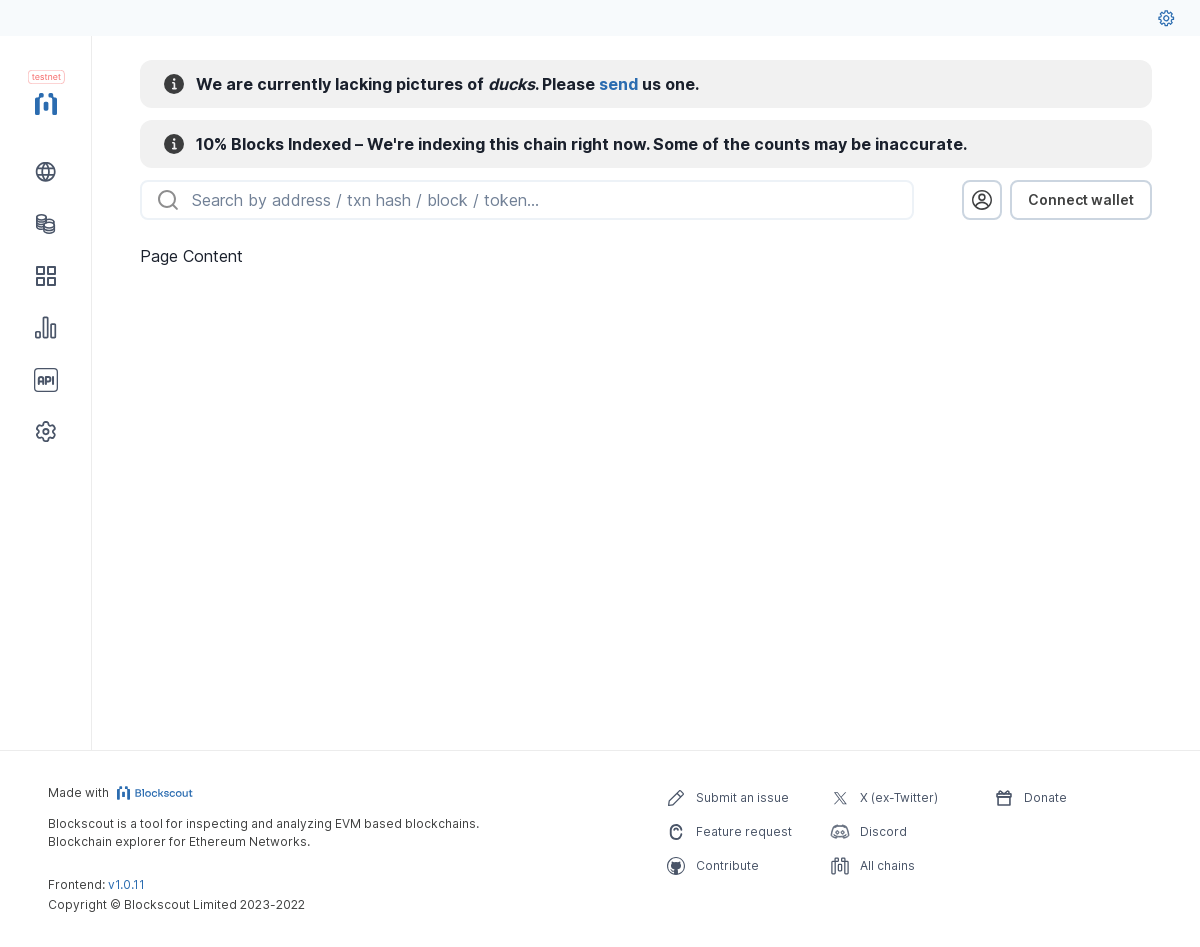 testnet
We are currently lacking pictures of ducks. Please send us one.
10% Blocks Indexed – We're indexing this chain right now. Some of the counts may be inaccurate.
Search by address / txn hash / block / token...
Connect wallet
API
Page Content
Made with Blockscout
Blockscout is a tool for inspecting and analyzing EVM based blockchains.
Blockchain explorer for Ethereum Networks.
Frontend: v1.0.11
Copyright © Blockscout Limited 2023-2022
Submit an issue
Feature request
Contribute
X (ex-Twitter)
Discord
All chains
Donate